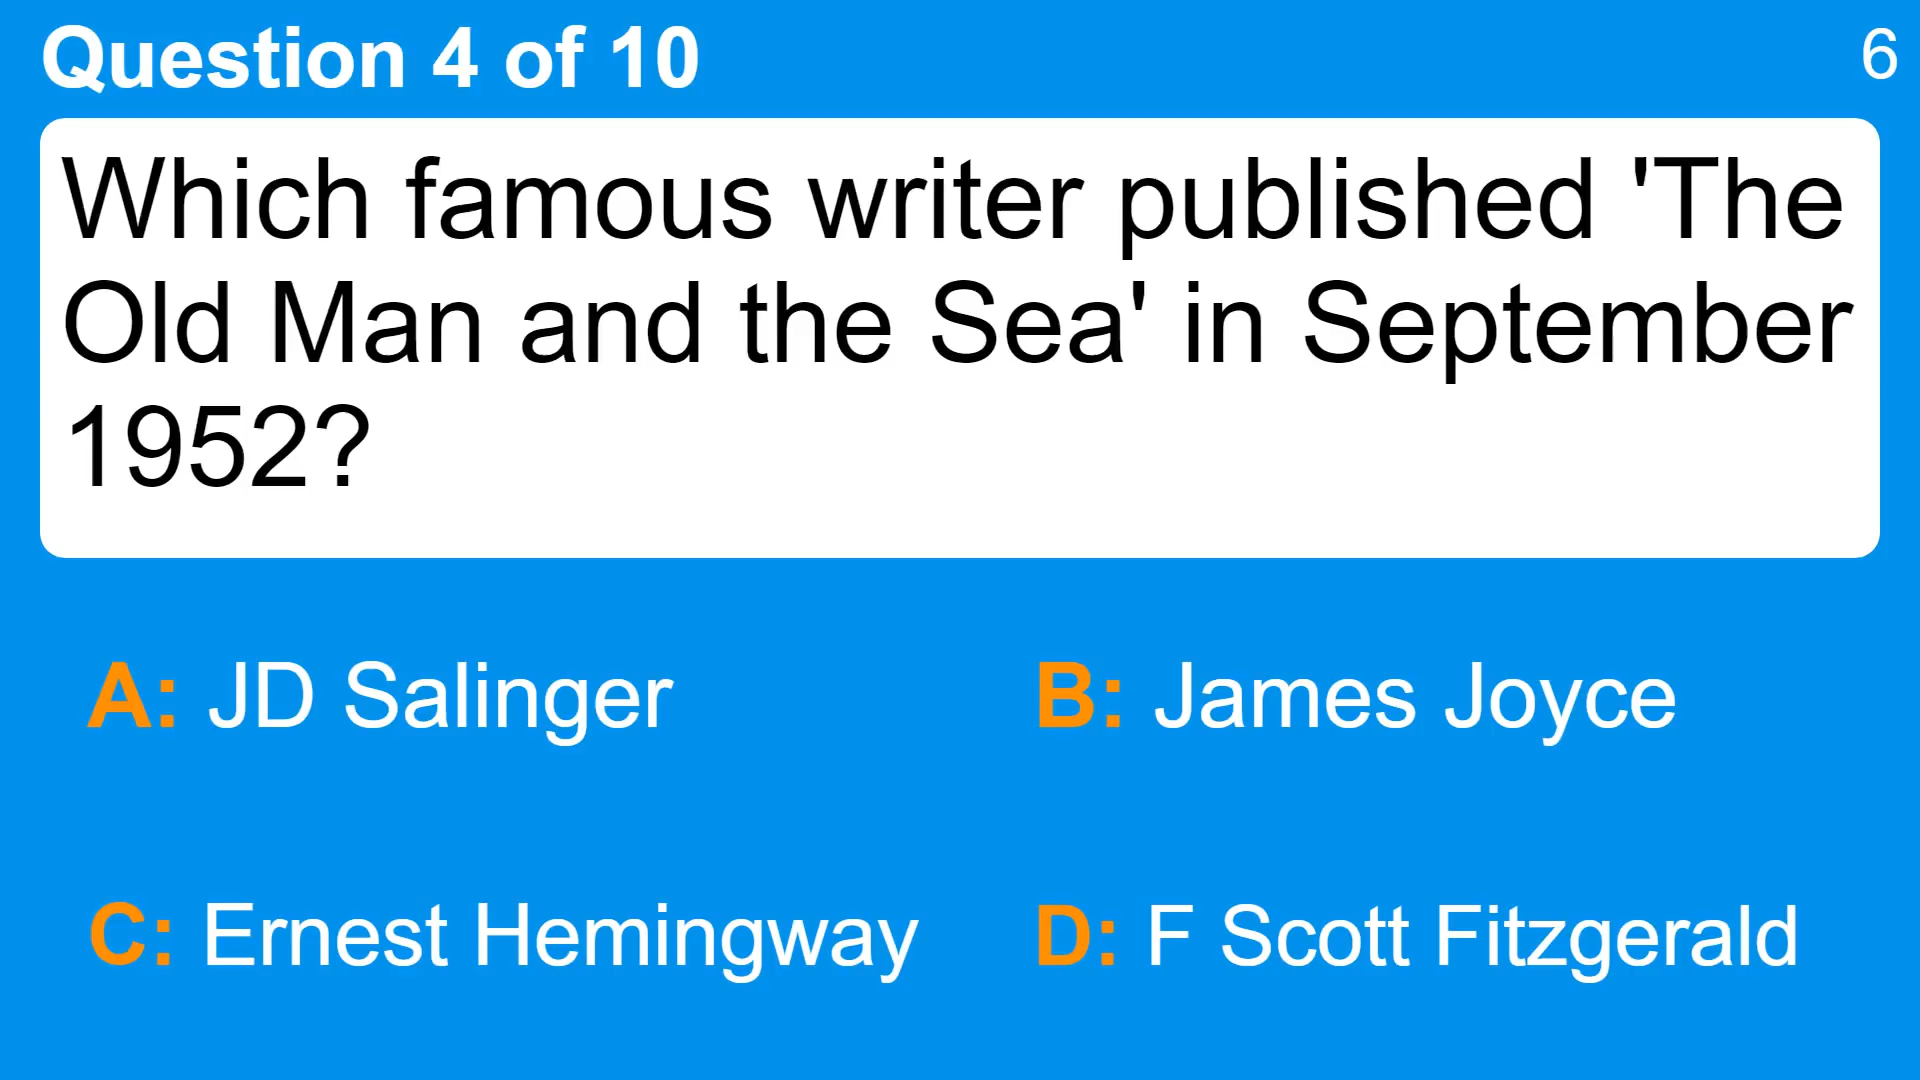 Question 4 of 10
6
Which famous writer published 'The
Old Man and the Sea' in September
1952?
A: JD Salinger
B: James Joyce
C: Ernest Hemingway
D: F Scott Fitzgerald